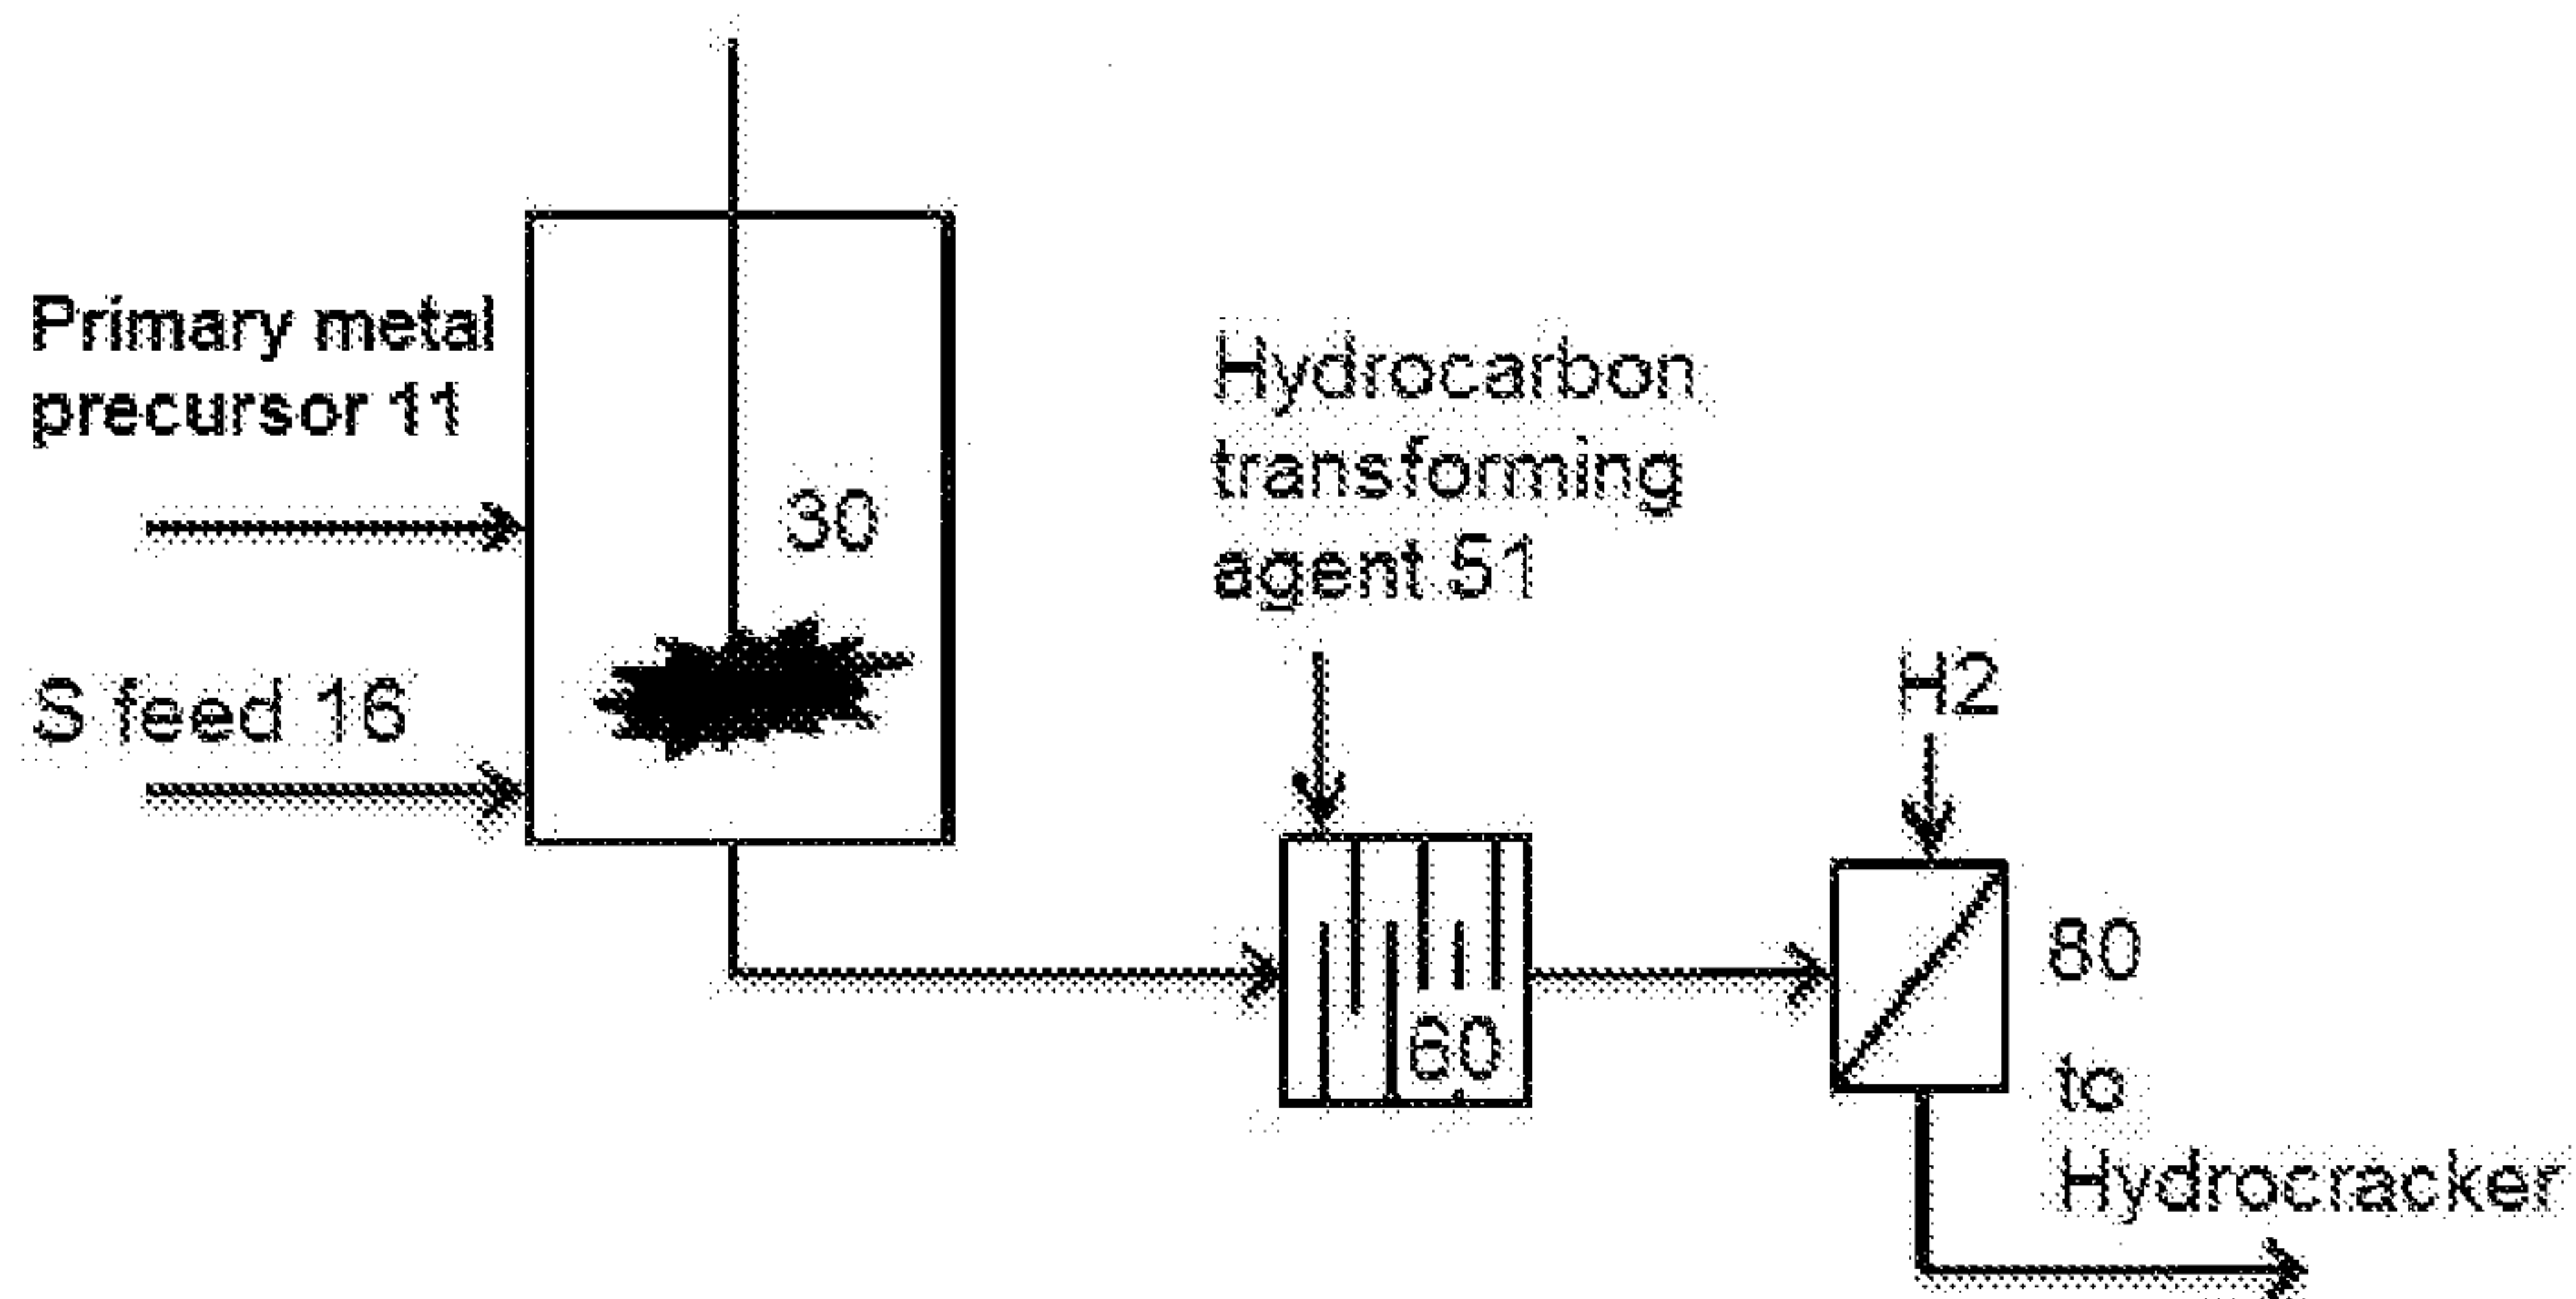 Primary metal
precursor 11
30
S feed 16
Hydrocarbon
transforming
agent 51
60
H2
80
to
Hydrocracker